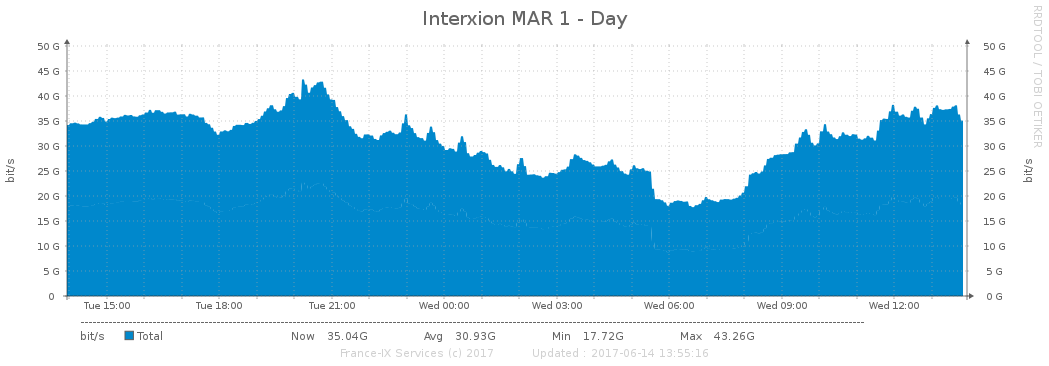 Interxion MAR 1 - Day
RRDTOOL / TOBI OETIKER
50 G 50 G
45 G 45 G
40 G 40 G
35 G 35 G
30 G 30 G
25 G 25 G
20 G 20 G
15 G 15 G
10 G 10 G
5 G 5 G
0 0 G
bit/s bit/s
Tue 15:00 Tue 18:00 Tue 21:00 Wed 00:00 Wed 03:00 Wed 06:00 Wed 09:00 Wed 12:00
bit/s Total Now 35.04G Avg 30.93G Min 17.72G Max 43.26G
France-IX Services (c) 2017 Updated : 2017-06-14 13:55:16